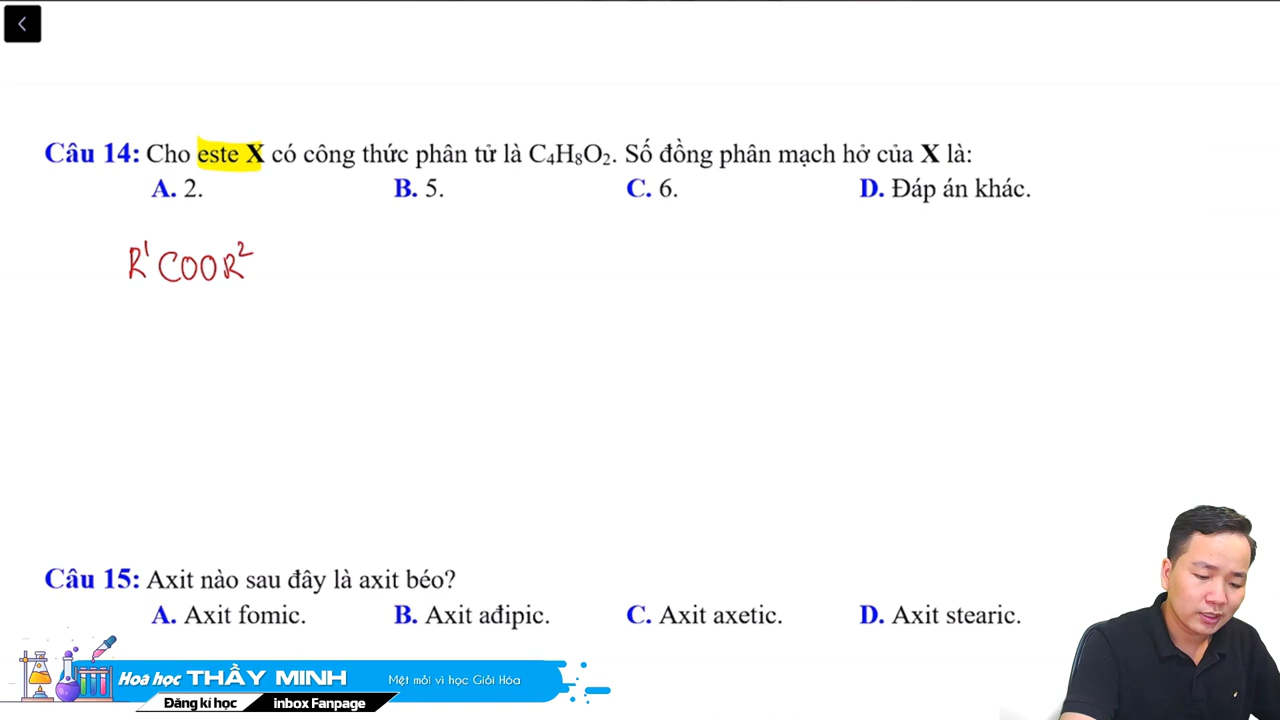 Câu 14: Cho este X có công thức phân tử là C₄H₈O₂. Số đồng phân mạch hở của X là:
A. 2. B. 5. C. 6. D. Đáp án khác.
R¹COOR²
Câu 15: Axit nào sau đây là axit béo?
A. Axit fomic. B. Axit ađipic. C. Axit axetic. D. Axit stearic.
Hoá học THẦY MINH Mệt mỏi vì học Giỏi Hóa
Đăng kí học inbox Fanpage